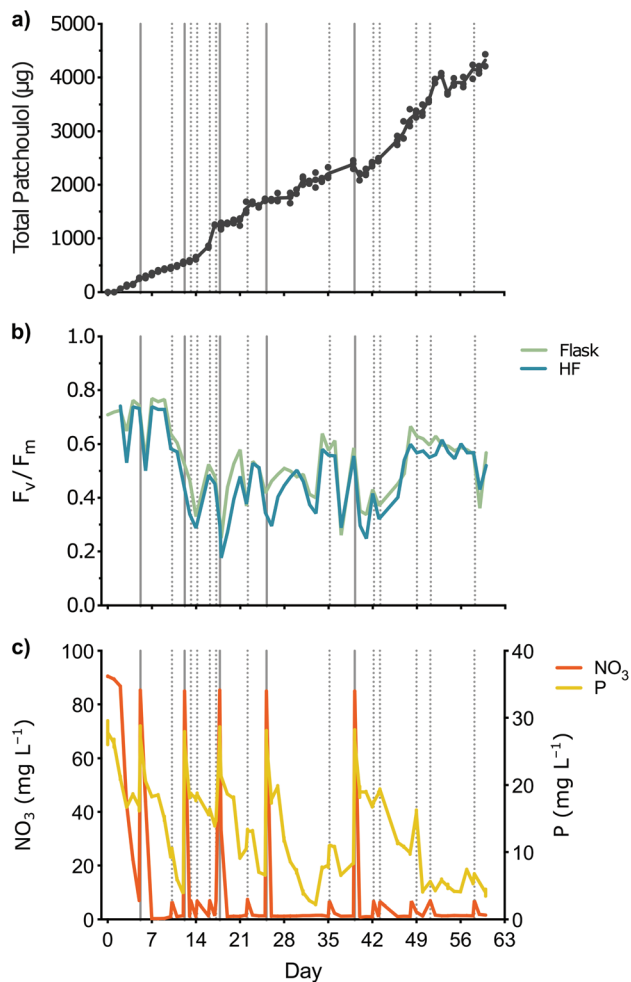 a)
5000
4000
3000
2000
1000
0
Total Patchoulol (µg)
b)
1.0
0.8
0.6
0.4
0.2
0.0
Fv/Fm
Flask
HF
c)
100
80
60
40
20
0
NO3 (mg L−1)
40
30
20
10
0
P (mg L−1)
NO3
P
0 7 14 21 28 35 42 49 56 63
Day